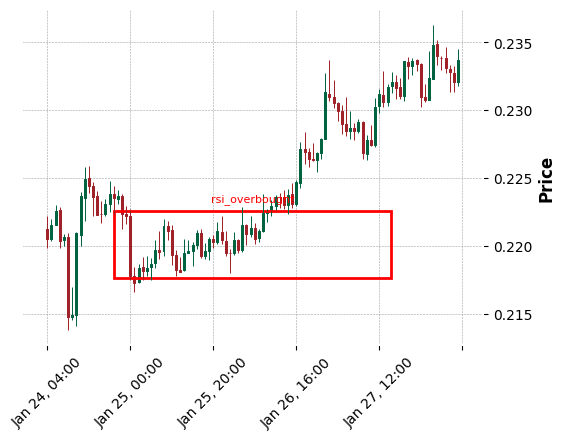 rsi_overbought
0.235
0.230
0.225
0.220
0.215
Price
Jan 24, 04:00
Jan 25, 00:00
Jan 25, 20:00
Jan 26, 16:00
Jan 27, 12:00